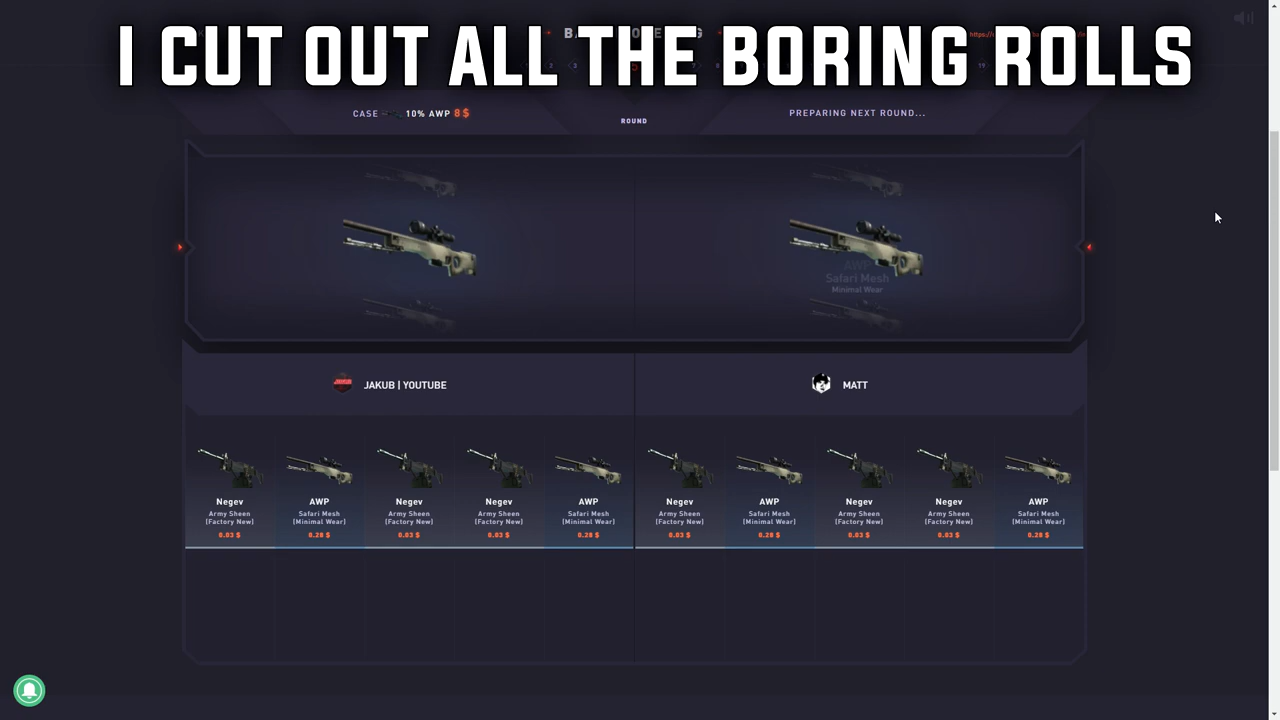 I CUT OUT ALL THE BORING ROLLS
CASE 10% AWP 8 $
ROUND
PREPARING NEXT ROUND...
AWP
Safari Mesh
Minimal Wear
JAKUB | YOUTUBE
MATT
Negev
Army Sheen
(Factory New)
0.03 $
AWP
Safari Mesh
(Minimal Wear)
0.28 $
Negev
Army Sheen
(Factory New)
0.03 $
Negev
Army Sheen
(Factory New)
0.03 $
AWP
Safari Mesh
(Minimal Wear)
0.28 $
Negev
Army Sheen
(Factory New)
0.03 $
AWP
Safari Mesh
(Minimal Wear)
0.28 $
Negev
Army Sheen
(Factory New)
0.03 $
Negev
Army Sheen
(Factory New)
0.03 $
AWP
Safari Mesh
(Minimal Wear)
0.28 $